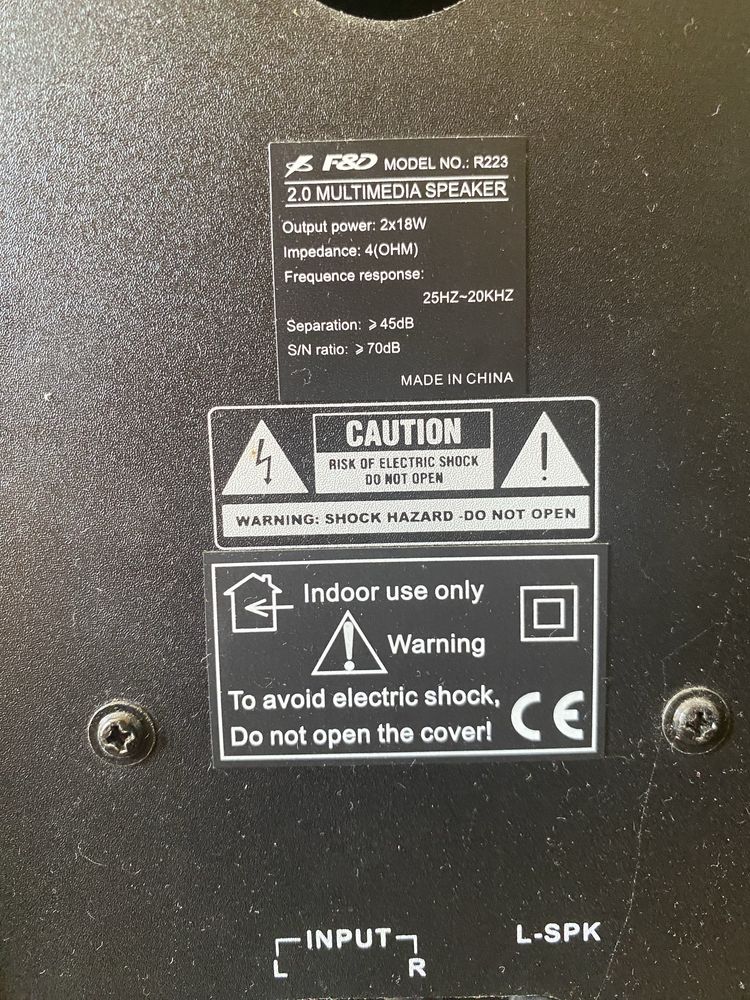 F&D MODEL NO.: R223
2.0 MULTIMEDIA SPEAKER
Output power: 2x18W
Impedance: 4(OHM)
Frequence response:
25HZ~20KHZ
Separation: ⩾45dB
S/N ratio: ⩾70dB
MADE IN CHINA
CAUTION
RISK OF ELECTRIC SHOCK
DO NOT OPEN
WARNING: SHOCK HAZARD -DO NOT OPEN
Indoor use only
Warning
To avoid electric shock,
Do not open the cover!
CE
INPUT
L R
L-SPK